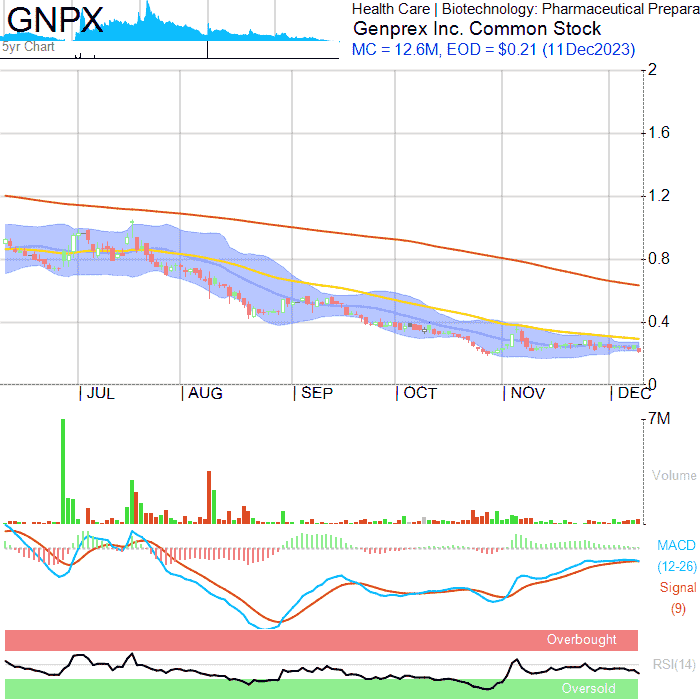 GNPX
5yr Chart
Health Care | Biotechnology: Pharmaceutical Prepara
Genprex Inc. Common Stock
MC = 12.6M, EOD = $0.21 (11Dec2023)
2
1.6
1.2
0.8
0.4
0
JUL AUG SEP OCT NOV DEC
7M
Volume
MACD
(12-26)
Signal
(9)
Overbought
RSI(14)
Oversold